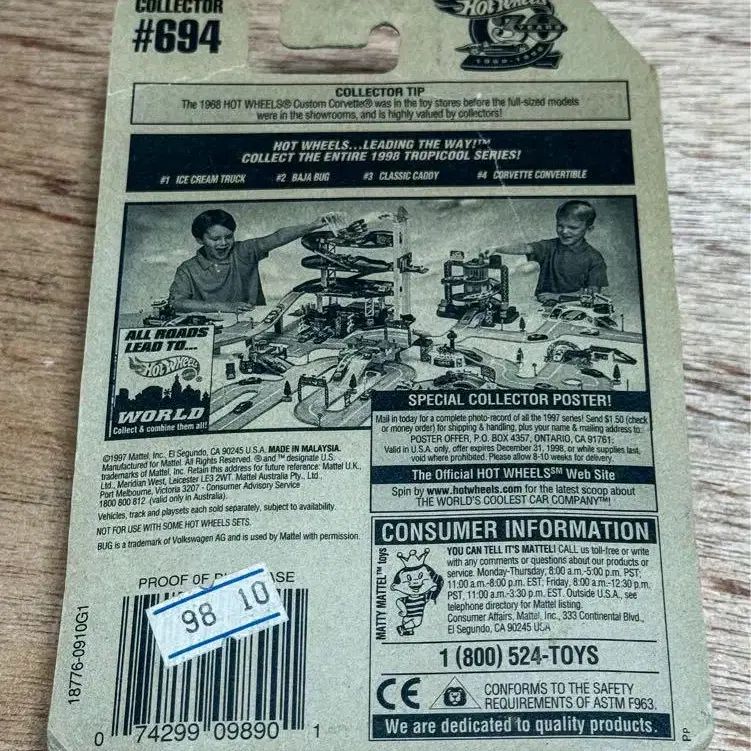 COLLECTOR
#694
HOT WHEELS
1968-1998
COLLECTOR TIP
The 1968 HOT WHEELS® Custom Corvette® was in the toy stores before the full-sized models
were in the showrooms, and is highly valued by collectors!
HOT WHEELS...LEADING THE WAY!™
COLLECT THE ENTIRE 1998 TROPICOOL SERIES!
#1 ICE CREAM TRUCK #2 BAJA BUG #3 CLASSIC CADDY #4 CORVETTE CONVERTIBLE
ALL ROADS
LEAD TO...
HOT WHEELS
WORLD
Collect & combine them all!
SPECIAL COLLECTOR POSTER!
Mail in today for a complete photo-record of all the 1997 series! Send $1.50 (check
or money order) for shipping & handling, plus your name & mailing address to:
POSTER OFFER, P.O. BOX 4357, ONTARIO, CA 91761.
Valid in U.S.A. only, offer expires December 31, 1998, or while supplies last,
void where prohibited. Please allow 8-10 weeks for delivery.
The Official HOT WHEELS℠ Web Site
Spin by www.hotwheels.com for the latest scoop about
THE WORLD'S COOLEST CAR COMPANY™!
©1997 Mattel, Inc., El Segundo, CA 90245 U.S.A. MADE IN MALAYSIA.
Manufactured for Mattel. All Rights Reserved. ® and ™ designate U.S.
trademarks of Mattel, Inc. Retain this address for future reference: Mattel U.K.,
Ltd., Meridian West, Leicester LE3 2WT. Mattel Australia Pty., Ltd.,
Port Melbourne, Victoria 3207 - Consumer Advisory Service
1800 800 812 (valid only in Australia).
Vehicles, track and playsets each sold separately, subject to availability.
NOT FOR USE WITH SOME HOT WHEELS SETS.
BUG is a trademark of Volkswagen AG and is used by Mattel with permission.
CONSUMER INFORMATION
MATTY MATTEL™ toys
YOU CAN TELL IT'S MATTEL! CALL us toll-free or write
with any comments or questions about our products or
service. Monday-Thursday, 8:00 a.m.-5:00 p.m. PST;
11:00 a.m.-8:00 p.m. EST; Friday, 8:00 a.m.-12:30 p.m.
PST, 11:00 a.m.-3:30 p.m. EST. Outside U.S.A., see
telephone directory for Mattel listing.
Consumer Affairs, Mattel, Inc., 333 Continental Blvd.,
El Segundo, CA 90245 USA
1 (800) 524-TOYS
CE
CONFORMS TO THE SAFETY
REQUIREMENTS OF ASTM F963.
We are dedicated to quality products.
PROOF OF
98 10
0 74299 09890 1
18776-0910G1
PP